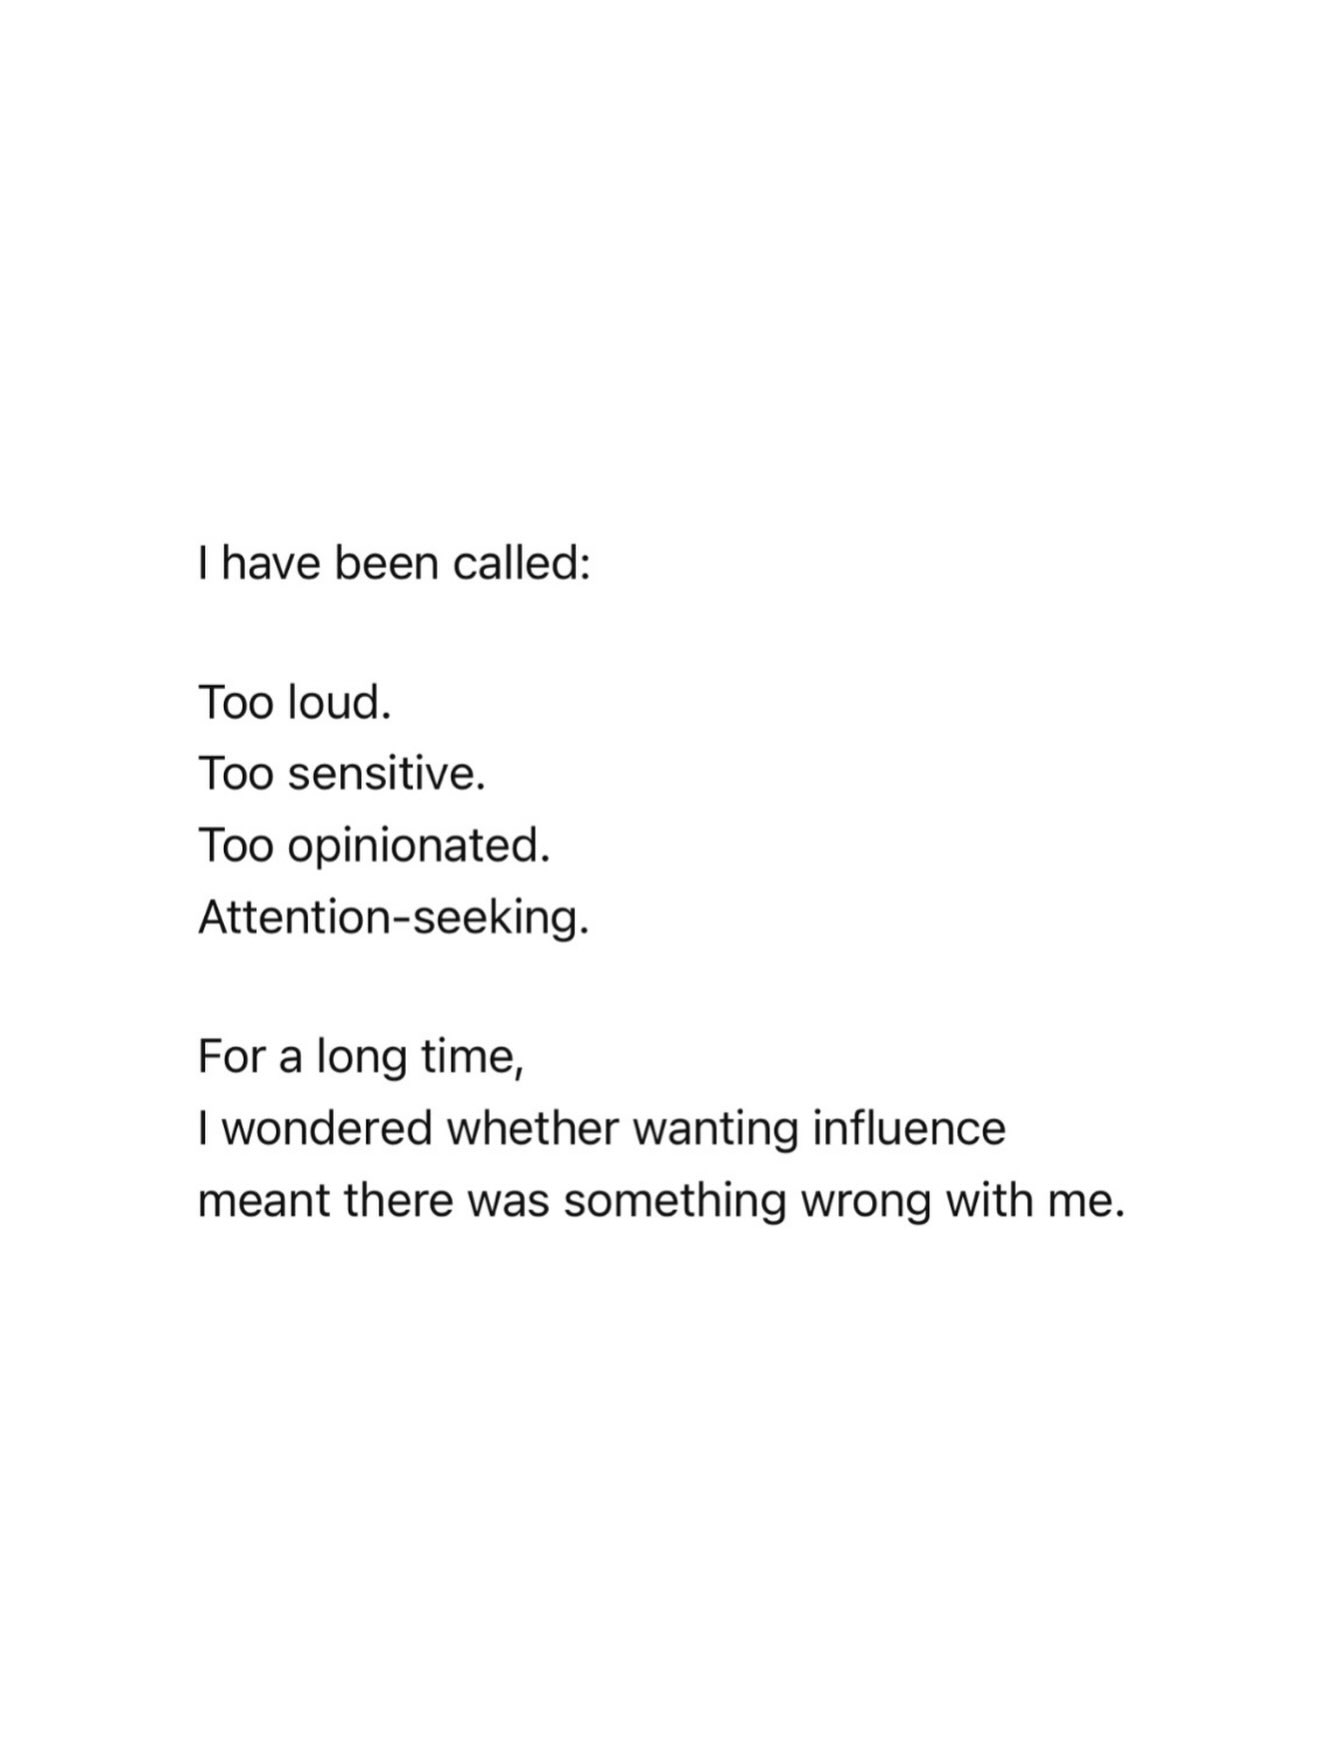 I have been called:
Too loud.
Too sensitive.
Too opinionated.
Attention-seeking.
For a long time,
I wondered whether wanting influence
meant there was something wrong with me.